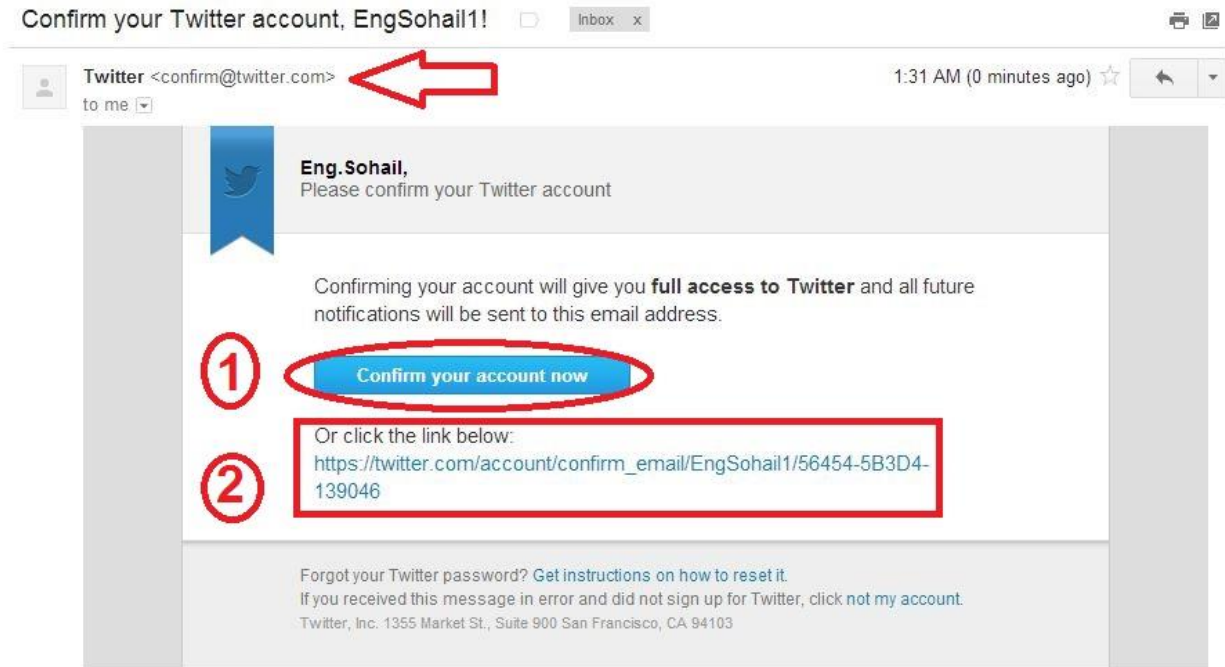 Confirm your Twitter account, EngSohail1!
Inbox x
Twitter <confirm@twitter.com>
1:31 AM (0 minutes ago)
to me
Eng.Sohail,
Please confirm your Twitter account
Confirming your account will give you full access to Twitter and all future
notifications will be sent to this email address.
1
Confirm your account now
Or click the link below:
https://twitter.com/account/confirm_email/EngSohail1/56454-5B3D4-
139046
2
Forgot your Twitter password? Get instructions on how to reset it.
If you received this message in error and did not sign up for Twitter, click not my account.
Twitter, Inc. 1355 Market St., Suite 900 San Francisco, CA 94103